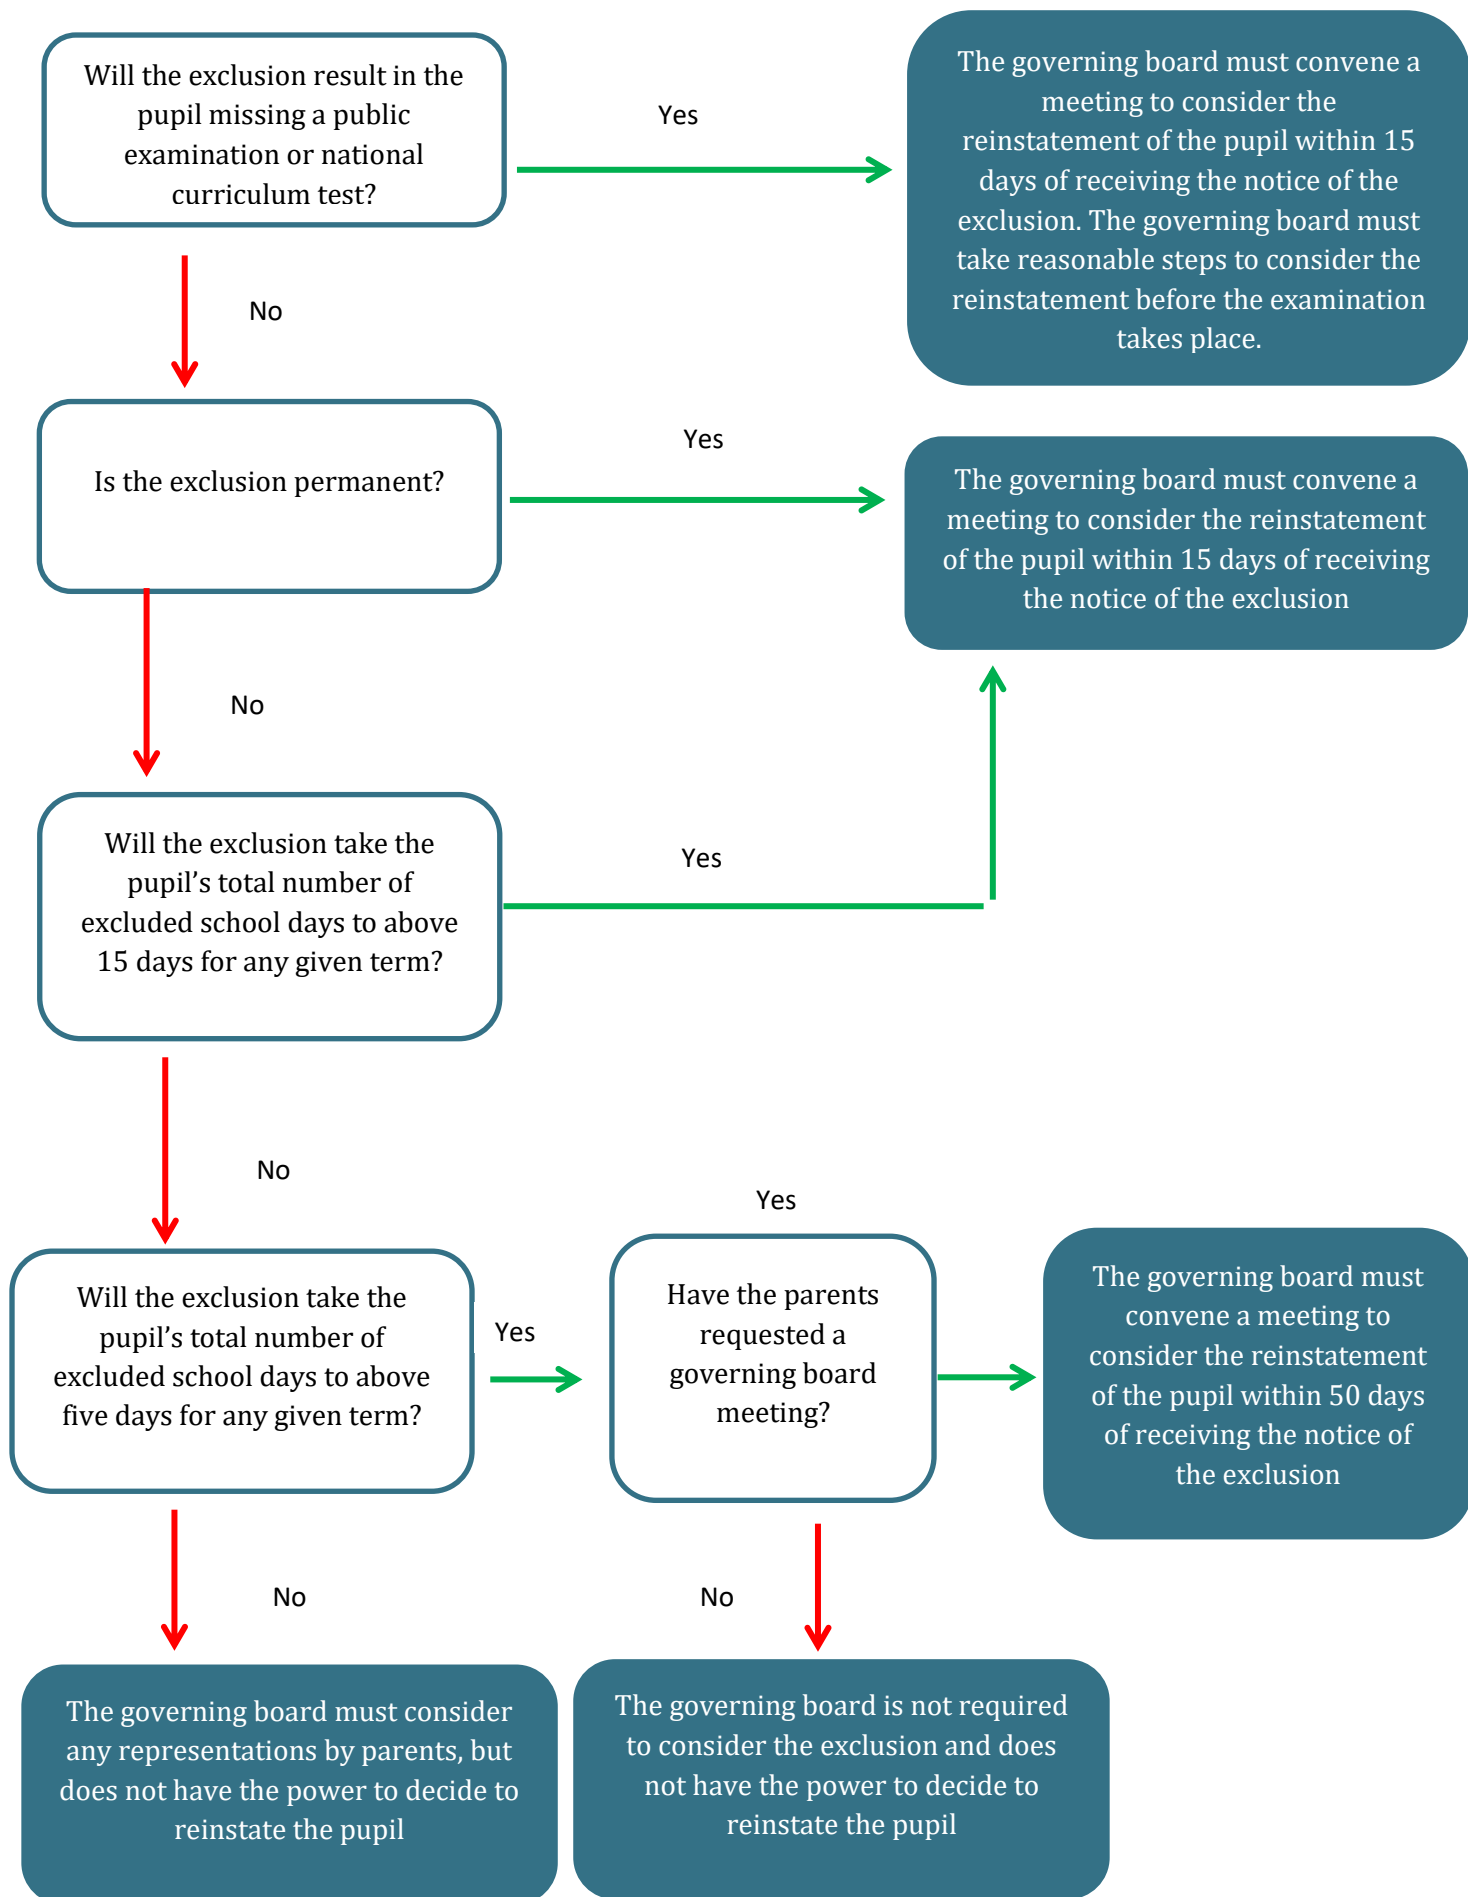 Will the exclusion result in the
pupil missing a public
examination or national
curriculum test?
Yes
The governing board must convene a
meeting to consider the
reinstatement of the pupil within 15
days of receiving the notice of the
exclusion. The governing board must
take reasonable steps to consider the
reinstatement before the examination
takes place.
No
Is the exclusion permanent?
Yes
The governing board must convene a
meeting to consider the reinstatement
of the pupil within 15 days of receiving
the notice of the exclusion
No
Will the exclusion take the
pupil’s total number of
excluded school days to above
15 days for any given term?
Yes
No
Will the exclusion take the
pupil’s total number of
excluded school days to above
five days for any given term?
Yes
Have the parents
requested a
governing board
meeting?
Yes
The governing board must
convene a meeting to
consider the reinstatement
of the pupil within 50 days
of receiving the notice of
the exclusion
No
No
The governing board must consider
any representations by parents, but
does not have the power to decide to
reinstate the pupil
The governing board is not required
to consider the exclusion and does
not have the power to decide to
reinstate the pupil